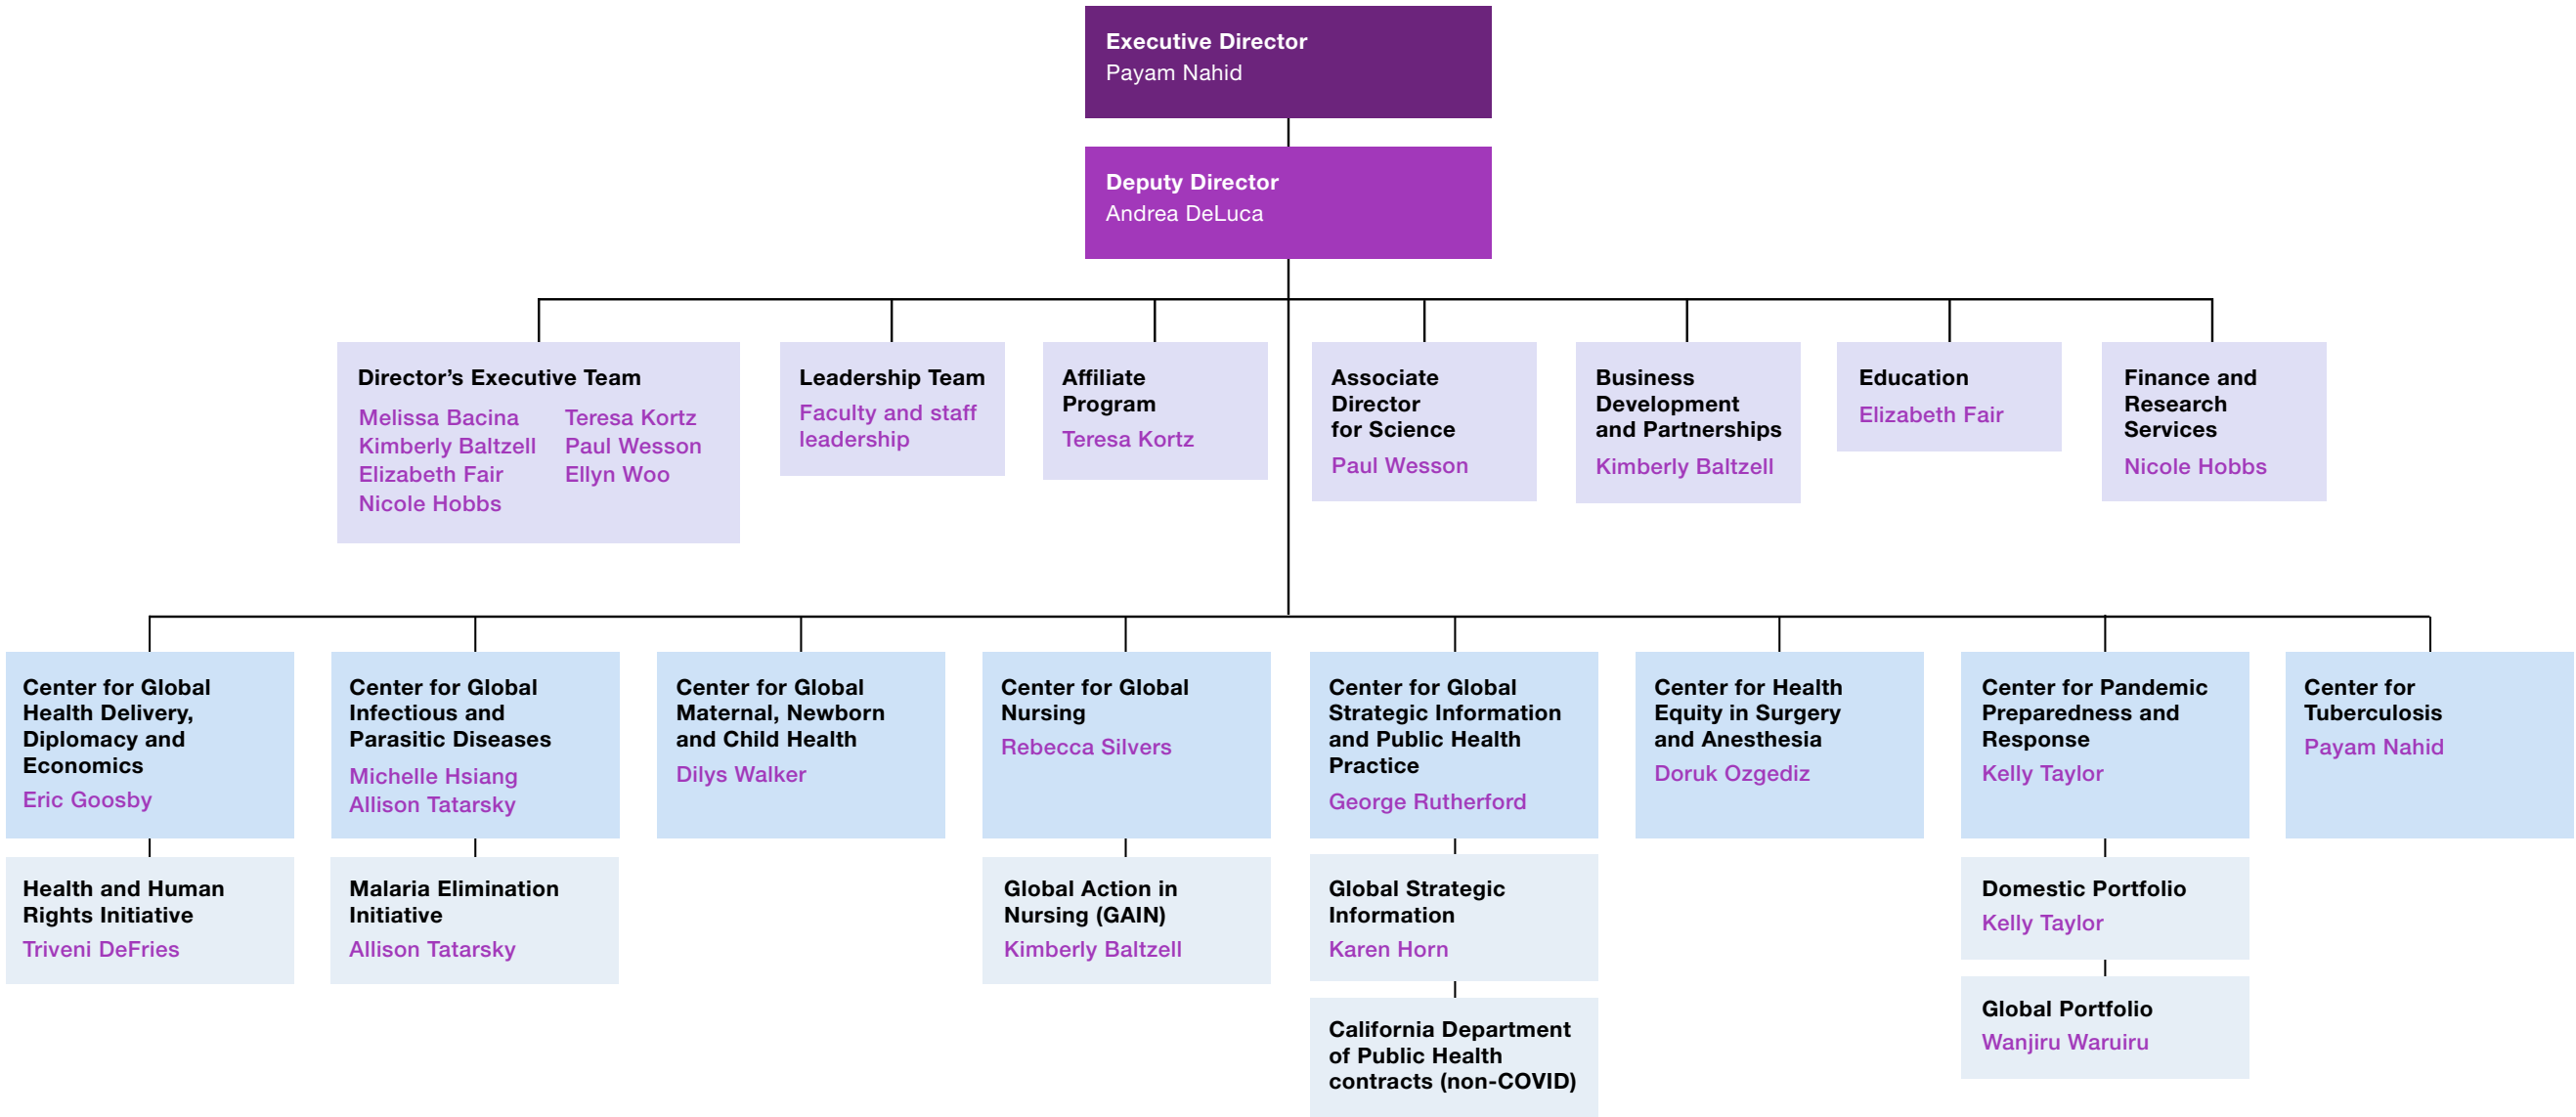 Executive Director
Payam Nahid
Deputy Director
Andrea DeLuca
Director’s Executive Team
Melissa Bacina
Kimberly Baltzell
Elizabeth Fair
Nicole Hobbs
Teresa Kortz
Paul Wesson
Ellyn Woo
Leadership Team
Faculty and staff
leadership
Affiliate
Program
Teresa Kortz
Associate
Director
for Science
Paul Wesson
Business
Development
and Partnerships
Kimberly Baltzell
Education
Elizabeth Fair
Finance and
Research
Services
Nicole Hobbs
Center for Global
Health Delivery,
Diplomacy and
Economics
Eric Goosby
Health and Human
Rights Initiative
Triveni DeFries
Center for Global
Infectious and
Parasitic Diseases
Michelle Hsiang
Allison Tatarsky
Malaria Elimination
Initiative
Allison Tatarsky
Center for Global
Maternal, Newborn
and Child Health
Dilys Walker
Center for Global
Nursing
Rebecca Silvers
Global Action in
Nursing (GAIN)
Kimberly Baltzell
Center for Global
Strategic Information
and Public Health
Practice
George Rutherford
Global Strategic
Information
Karen Horn
California Department
of Public Health
contracts (non-COVID)
Center for Health
Equity in Surgery
and Anesthesia
Doruk Ozgediz
Center for Pandemic
Preparedness and
Response
Kelly Taylor
Domestic Portfolio
Kelly Taylor
Global Portfolio
Wanjiru Waruiru
Center for
Tuberculosis
Payam Nahid